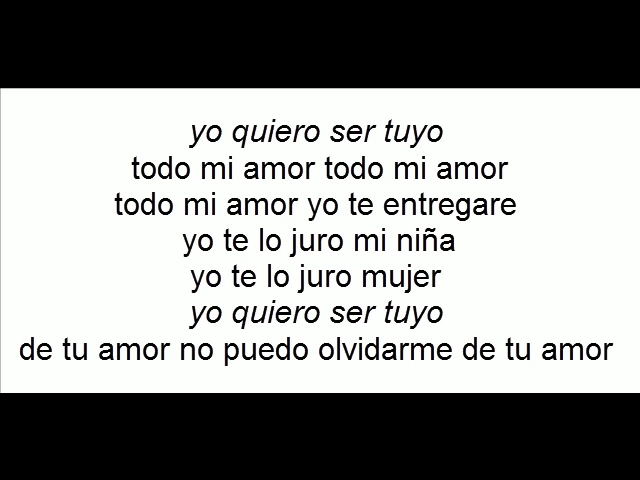 yo quiero ser tuyo
todo mi amor todo mi amor
todo mi amor yo te entregare
yo te lo juro mi niña
yo te lo juro mujer
yo quiero ser tuyo
de tu amor no puedo olvidarme de tu amor